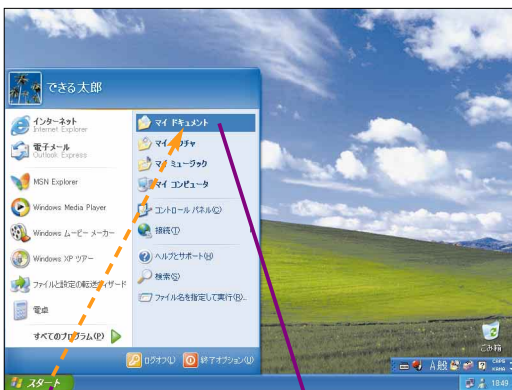 できる太郎
インターネット
Internet Explorer
電子メール
Outlook Express
MSN Explorer
Windows Media Player
Windows ムービー メーカー
Windows XP ツアー
ファイルと設定の転送ウィザード
電卓
すべてのプログラム(P)
マイ ドキュメント
マイ ミュージック
マイ コンピュータ
コントロール パネル(C)
接続(T)
ヘルプとサポート(H)
検索(S)
ファイル名を指定して実行(R)...
ログオフ(L)
終了オプション(U)
ごみ箱
A 般
CAPS
KANA
スタート
18:49